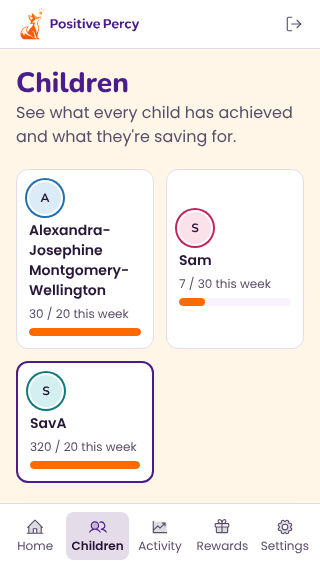 Positive Percy
Children
See what every child has achieved
and what they're saving for.
A
Alexandra-
Josephine
Montgomery-
Wellington
30 / 20 this week
S
Sam
7 / 30 this week
S
SavA
320 / 20 this week
Home
Children
Activity
Rewards
Settings